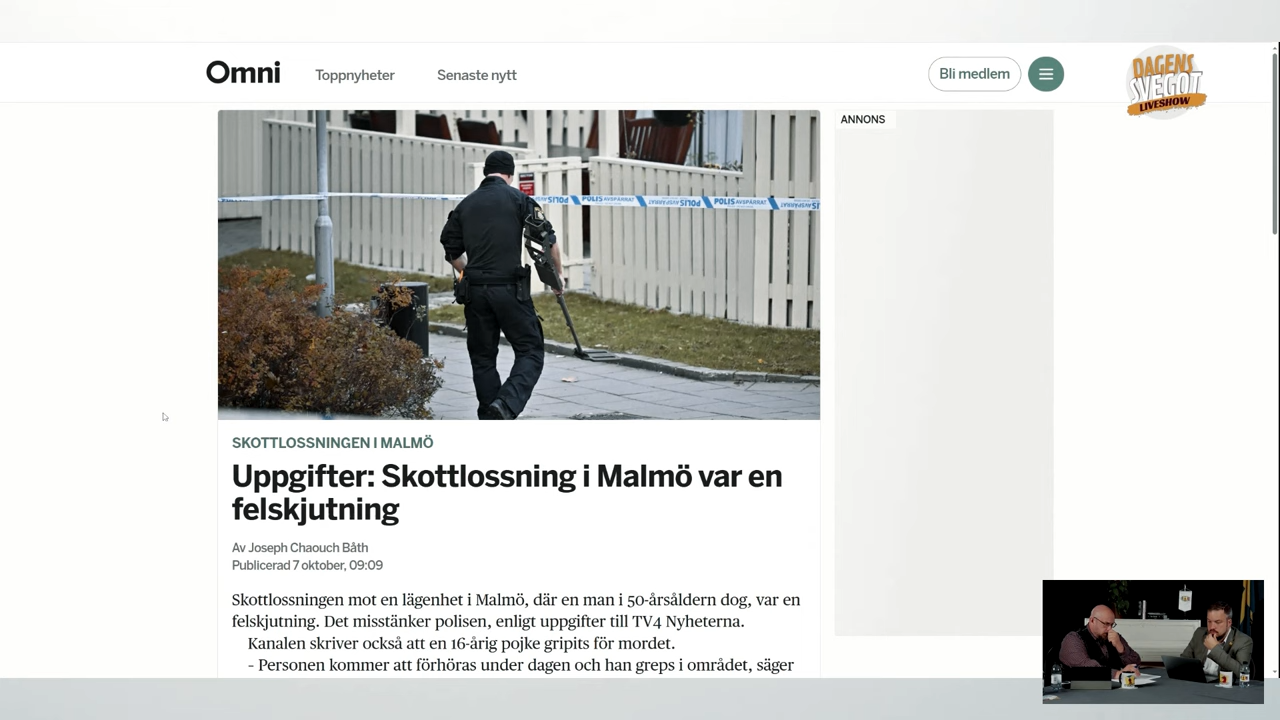 Omni
Toppnyheter
Senaste nytt
Bli medlem
DAGENS
SVEGOT
LIVESHOW
ANNONS
POLIS POLIS AVSPÄRRAT POLIS AVSPÄRRAT
SKOTTLOSSNINGEN I MALMÖ
Uppgifter: Skottlossning i Malmö var en
felskjutning
Av Joseph Chaouch Båth
Publicerad 7 oktober, 09:09
Skottlossningen mot en lägenhet i Malmö, där en man i 50-årsåldern dog, var en
felskjutning. Det misstänker polisen, enligt uppgifter till TV4 Nyheterna.
Kanalen skriver också att en 16-årig pojke gripits för mordet.
- Personen kommer att förhöras under dagen och han greps i området, säger